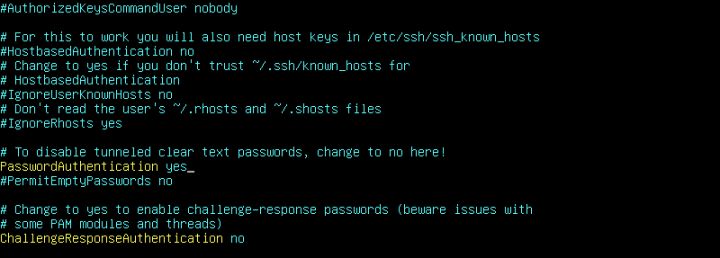 #AuthorizedKeysCommandUser nobody
# For this to work you will also need host keys in /etc/ssh/ssh_known_hosts
#HostbasedAuthentication no
# Change to yes if you don't trust ~/.ssh/known_hosts for
# HostbasedAuthentication
#IgnoreUserKnownHosts no
# Don't read the user's ~/.rhosts and ~/.shosts files
#IgnoreRhosts yes
# To disable tunneled clear text passwords, change to no here!
PasswordAuthentication yes
#PermitEmptyPasswords no
# Change to yes to enable challenge-response passwords (beware issues with
# some PAM modules and threads)
ChallengeResponseAuthentication no